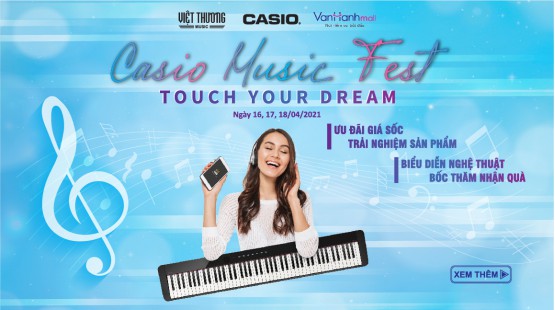 VIỆT THƯƠNG
MUSIC
CASIO.
VanHanhmall
Casio Music Fest
TOUCH YOUR DREAM
Ngày 16, 17, 18/04/2021
ƯU ĐÃI GIÁ SỐC
TRẢI NGHIỆM SẢN PHẨM
BIỂU DIỄN NGHỆ THUẬT
BỐC THĂM NHẬN QUÀ
XEM THÊM